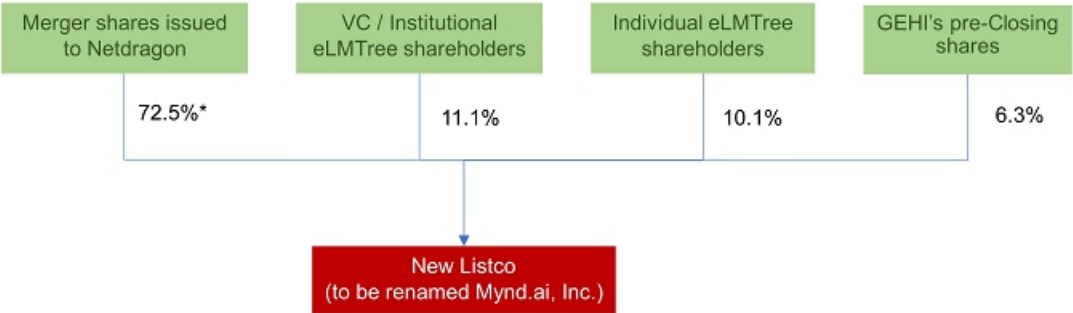 Merger shares issued
to Netdragon
VC / Institutional
eLMTree shareholders
Individual eLMTree
shareholders
GEHI's pre-Closing
shares
72.5%*
11.1%
10.1%
6.3%
New Listco
(to be renamed Mynd.ai, Inc.)